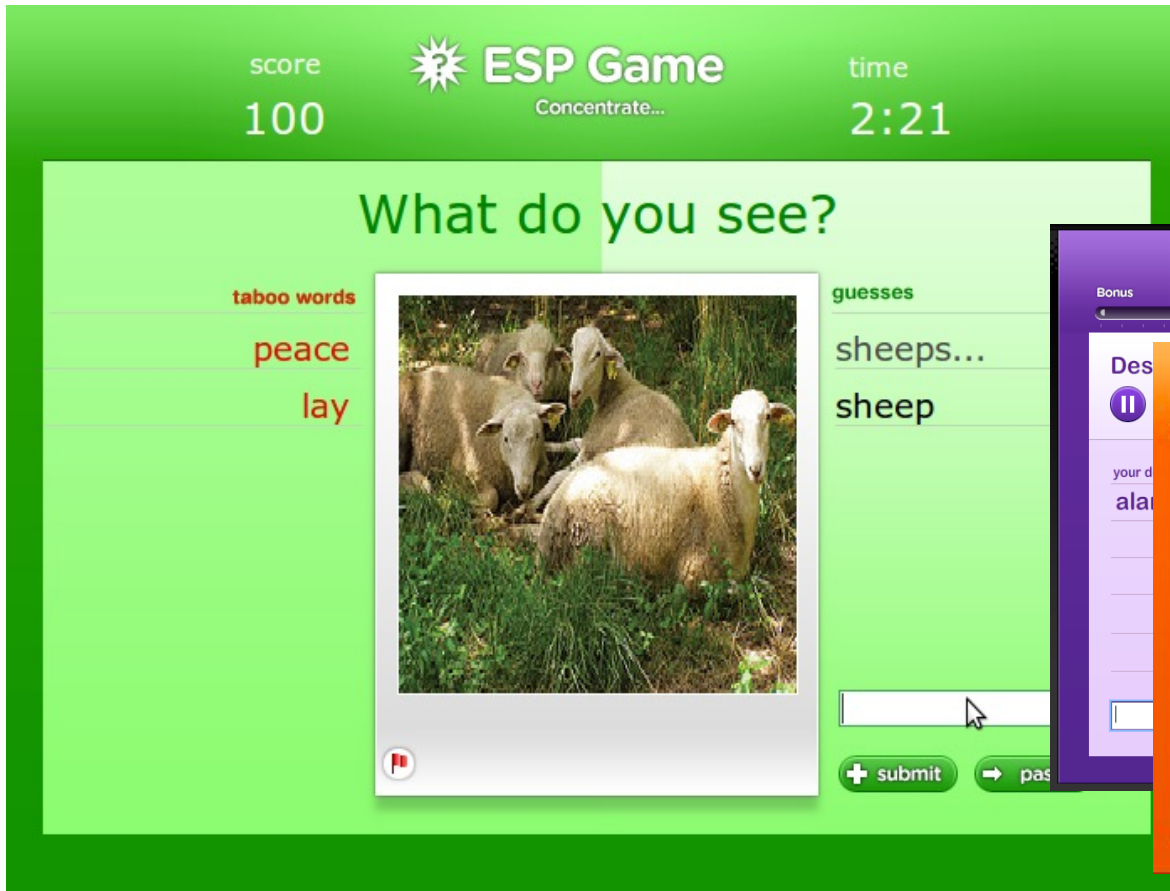 score
100
ESP Game
Concentrate...
time
2:21
What do you see?
taboo words
peace
lay
guesses
sheeps...
sheep
submit
Bonus